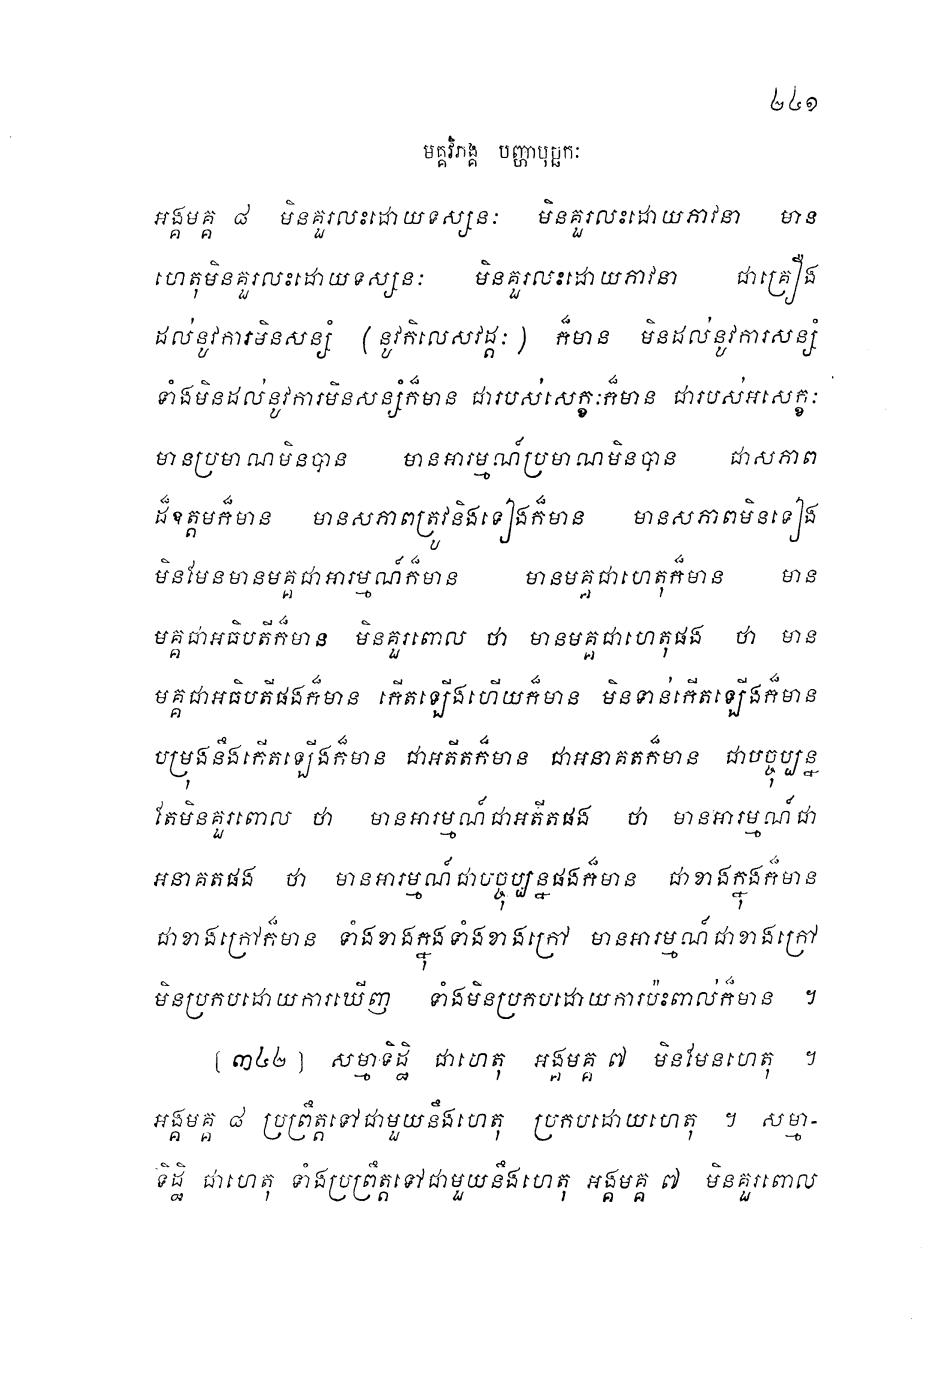 ២៤១
មគ្គវិភង្គ បញ្ហាបុច្ឆកៈ
អង្គមគ្គ ៨ មិនគួរលះដោយទស្សនៈ មិនគួរលះដោយភាវនា មាន
ហេតុមិនគួរលះដោយទស្សនៈ មិនគួរលះដោយភាវនា ជាគ្រឿង
ដល់នូវការមិនសន្សំ (នូវកិលេសវដ្តៈ) ក៏មាន មិនដល់នូវការសន្សំ
ទាំងមិនដល់នូវការមិនសន្សំក៏មាន ជារបស់សេក្ខៈក៏មាន ជារបស់អសេក្ខៈ
មានប្រមាណមិនបាន មានអារម្មណ៍ប្រមាណមិនបាន ជាសភាព
ដ៏ឧត្តមក៏មាន មានសភាពត្រូវនិងទៀងក៏មាន មានសភាពមិនទៀង
មិនមែនមានមគ្គជាអារម្មណ៍ក៏មាន មានមគ្គជាហេតុក៏មាន មាន
មគ្គជាអធិបតីក៏មាន មិនគួរពោល ថា មានមគ្គជាហេតុផង ថា មាន
មគ្គជាអធិបតីផងក៏មាន កើតឡើងហើយក៏មាន មិនទាន់កើតឡើងក៏មាន
បម្រុងនឹងកើតឡើងក៏មាន ជាអតីតក៏មាន ជាអនាគតក៏មាន ជាបច្ចុប្បន្ន
តែមិនគួរពោល ថា មានអារម្មណ៍ជាអតីតផង ថា មានអារម្មណ៍ជា
អនាគតផង ថា មានអារម្មណ៍ជាបច្ចុប្បន្នផងក៏មាន ជាខាងក្នុងក៏មាន
ជាខាងក្រៅក៏មាន ទាំងខាងក្នុងទាំងខាងក្រៅ មានអារម្មណ៍ជាខាងក្រៅ
មិនប្រកបដោយការឃើញ ទាំងមិនប្រកបដោយការប៉ះពាល់ក៏មាន ។
[៣៤២] សម្មាទិដ្ឋិ ជាហេតុ អង្គមគ្គ ៧ មិនមែនហេតុ ។
អង្គមគ្គ ៨ ប្រព្រឹត្តទៅជាមួយនឹងហេតុ ប្រកបដោយហេតុ ។ សម្មា-
ទិដ្ឋិ ជាហេតុ ទាំងប្រព្រឹត្តទៅជាមួយនឹងហេតុ អង្គមគ្គ ៧ មិនគួរពោល